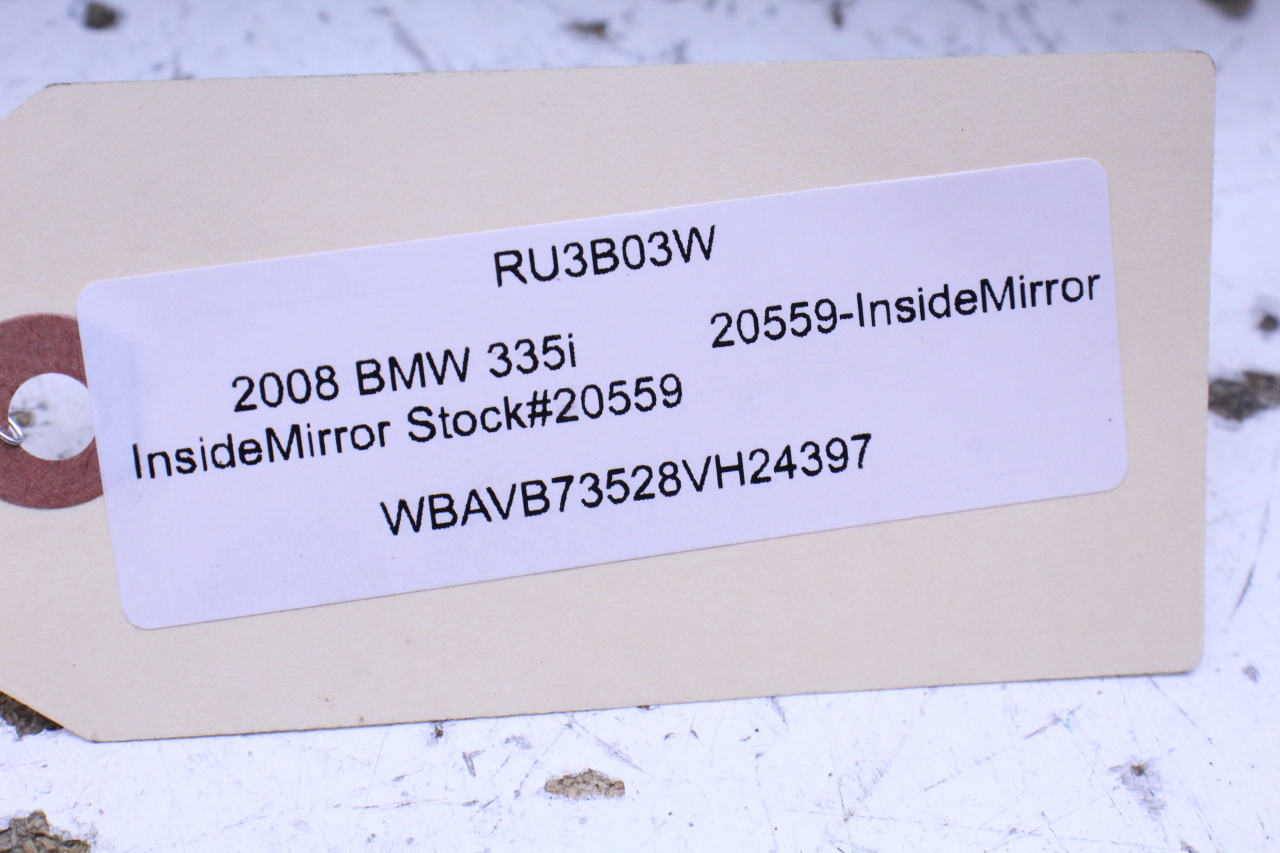 RU3B03W
2008 BMW 335i 20559-InsideMirror
InsideMirror Stock#20559
WBAVB73528VH24397